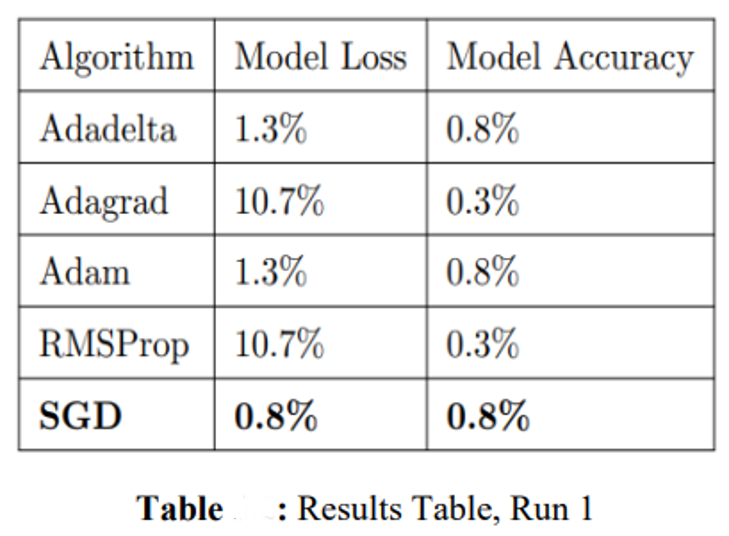 Algorithm Model Loss Model Accuracy
Adadelta 1.3% 0.8%
Adagrad 10.7% 0.3%
Adam 1.3% 0.8%
RMSProp 10.7% 0.3%
SGD 0.8% 0.8%
Table : Results Table, Run 1